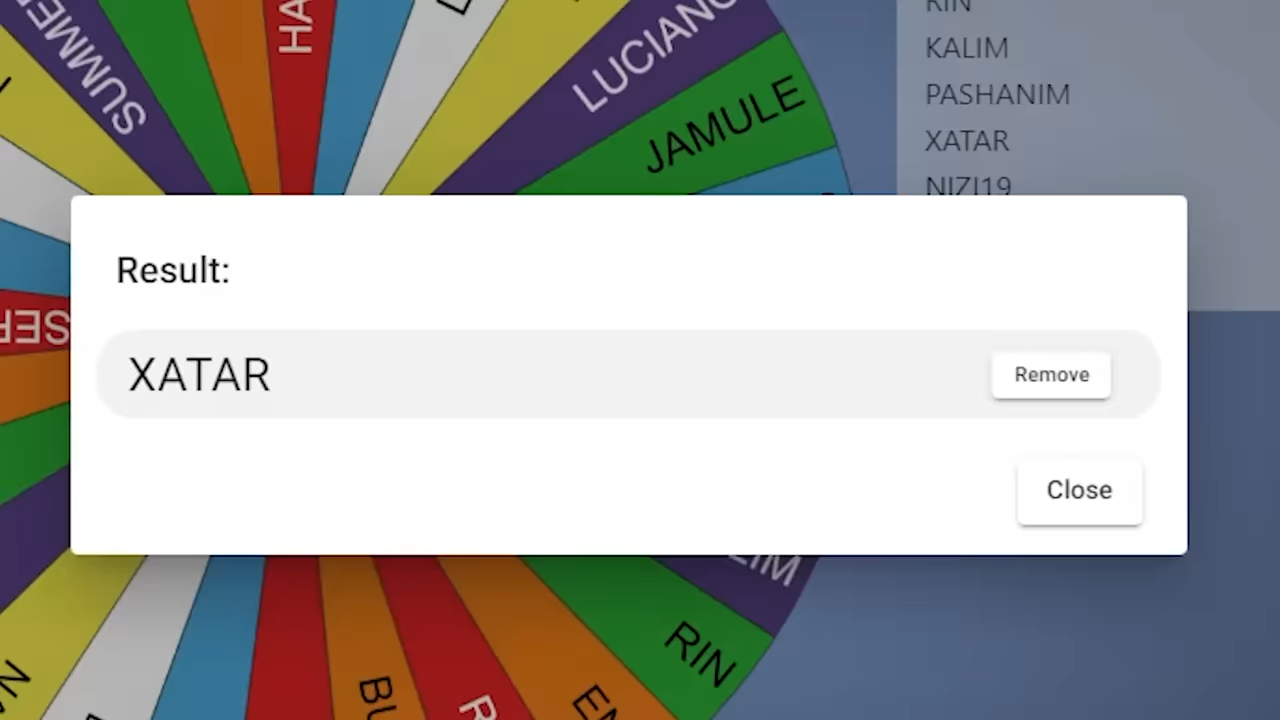 SUMMER
HA
LUCIANO
JAMULE
RIN
KALIM
PASHANIM
XATAR
NIZI19
Result:
XATAR
Remove
Close
RIN